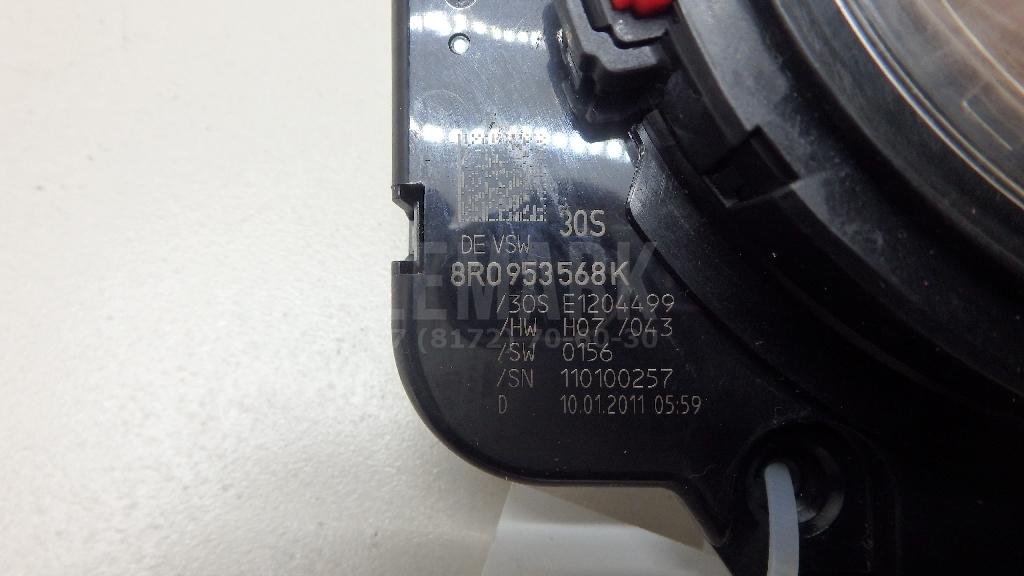 30S
DE VSW
8R0953568K
/30S E1204499
/HW H07 /043
/SW 0156
/SN 110100257
D 10.01.2011 05:59